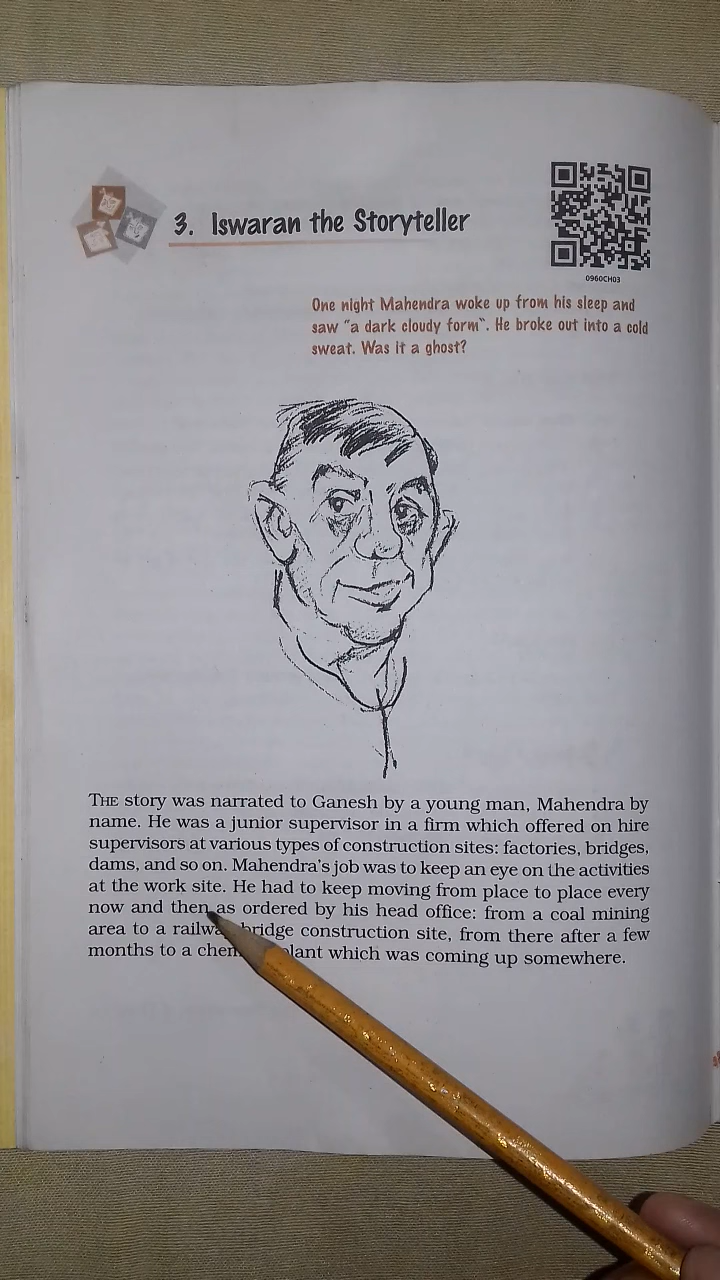 3. Iswaran the Storyteller
0960CH03
One night Mahendra woke up from his sleep and
saw "a dark cloudy form". He broke out into a cold
sweat. Was it a ghost?
THE story was narrated to Ganesh by a young man, Mahendra by
name. He was a junior supervisor in a firm which offered on hire
supervisors at various types of construction sites: factories, bridges,
dams, and so on. Mahendra's job was to keep an eye on the activities
at the work site. He had to keep moving from place to place every
now and then as ordered by his head office: from a coal mining
area to a bridge construction site, from there after a few
months to a which was coming up somewhere.